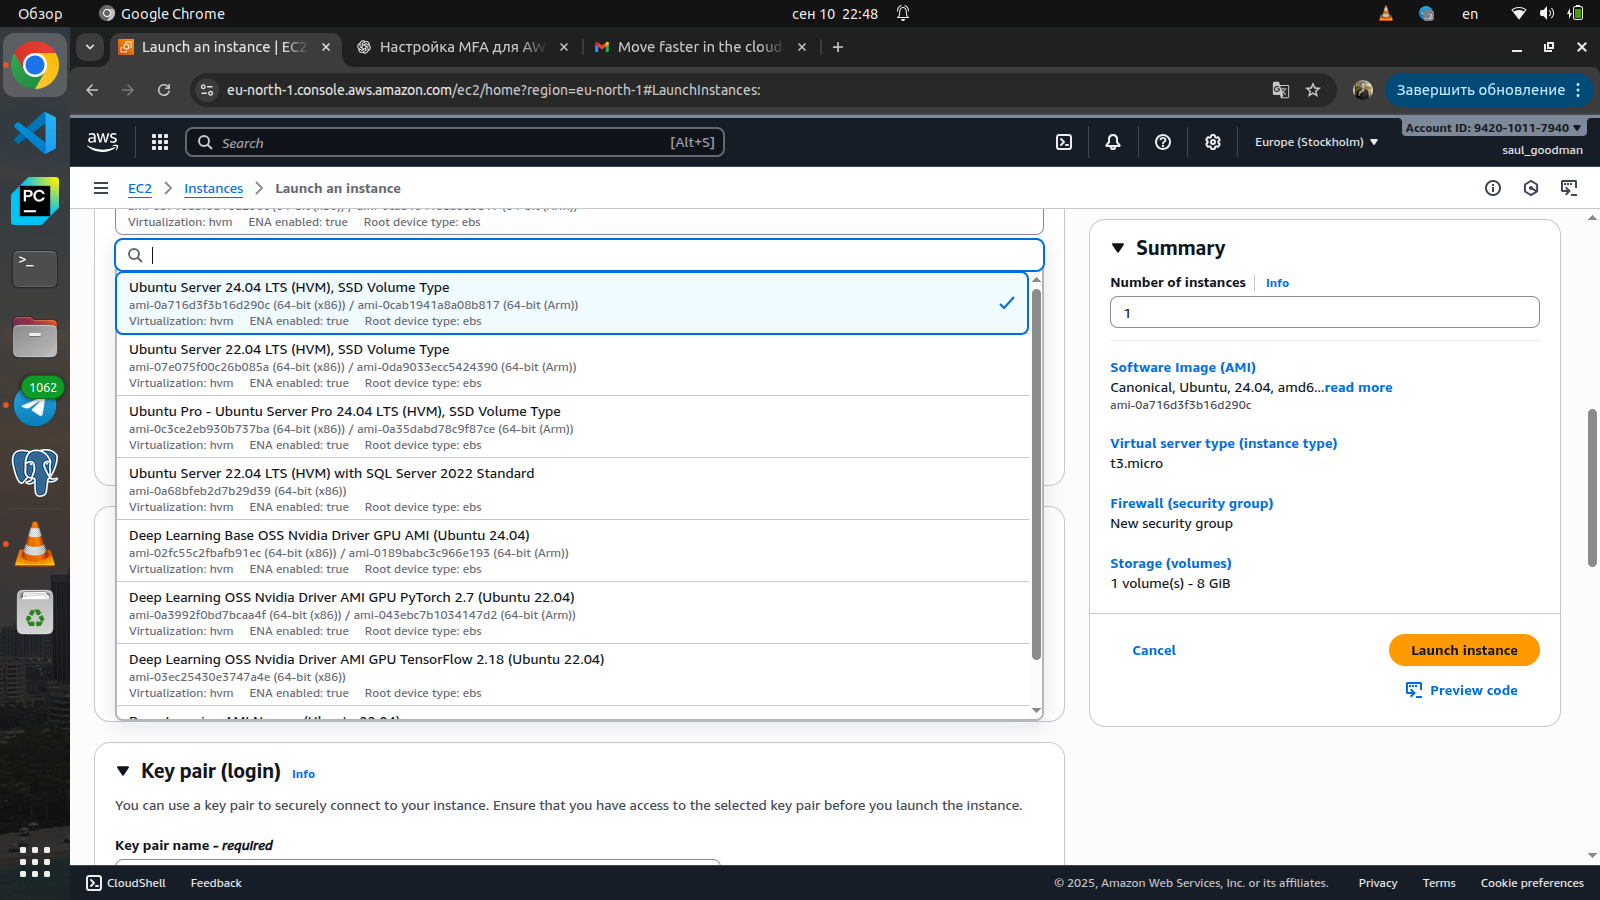 Обзор
Google Chrome
сен 10 22:48
en
Launch an instance | EC2
Настройка MFA для AW
Move faster in the cloud
eu-north-1.console.aws.amazon.com/ec2/home?region=eu-north-1#LaunchInstances:
Завершить обновление
aws
Search
[Alt+S]
Europe (Stockholm)
Account ID: 9420-1011-7940
saul_goodman
EC2
Instances
Launch an instance
Virtualization: hvm ENA enabled: true Root device type: ebs
Ubuntu Server 24.04 LTS (HVM), SSD Volume Type
ami-0a716d3f3b16d290c (64-bit (x86)) / ami-0cab1941a8a08b817 (64-bit (Arm))
Virtualization: hvm ENA enabled: true Root device type: ebs
Ubuntu Server 22.04 LTS (HVM), SSD Volume Type
ami-07e075f00c26b085a (64-bit (x86)) / ami-0da9033ecc5424390 (64-bit (Arm))
Virtualization: hvm ENA enabled: true Root device type: ebs
Ubuntu Pro - Ubuntu Server Pro 24.04 LTS (HVM), SSD Volume Type
ami-0c3ce2eb930b737ba (64-bit (x86)) / ami-0a35dabd78c9f87ce (64-bit (Arm))
Virtualization: hvm ENA enabled: true Root device type: ebs
Ubuntu Server 22.04 LTS (HVM) with SQL Server 2022 Standard
ami-0a68bfeb2d7b29d39 (64-bit (x86))
Virtualization: hvm ENA enabled: true Root device type: ebs
Deep Learning Base OSS Nvidia Driver GPU AMI (Ubuntu 24.04)
ami-02fc55c2fbafb91ec (64-bit (x86)) / ami-0189babc3c966e193 (64-bit (Arm))
Virtualization: hvm ENA enabled: true Root device type: ebs
Deep Learning OSS Nvidia Driver AMI GPU PyTorch 2.7 (Ubuntu 22.04)
ami-0a3992f0bd7bcaa4f (64-bit (x86)) / ami-043ebc7b1034147d2 (64-bit (Arm))
Virtualization: hvm ENA enabled: true Root device type: ebs
Deep Learning OSS Nvidia Driver AMI GPU TensorFlow 2.18 (Ubuntu 22.04)
ami-03ec25430e3747a4e (64-bit (x86))
Virtualization: hvm ENA enabled: true Root device type: ebs
Key pair (login) Info
You can use a key pair to securely connect to your instance. Ensure that you have access to the selected key pair before you launch the instance.
Key pair name - required
Summary
Number of instances Info
1
Software Image (AMI)
Canonical, Ubuntu, 24.04, amd6...read more
ami-0a716d3f3b16d290c
Virtual server type (instance type)
t3.micro
Firewall (security group)
New security group
Storage (volumes)
1 volume(s) - 8 GiB
Cancel
Launch instance
Preview code
PC
1062
CloudShell
Feedback
© 2025, Amazon Web Services, Inc. or its affiliates.
Privacy
Terms
Cookie preferences